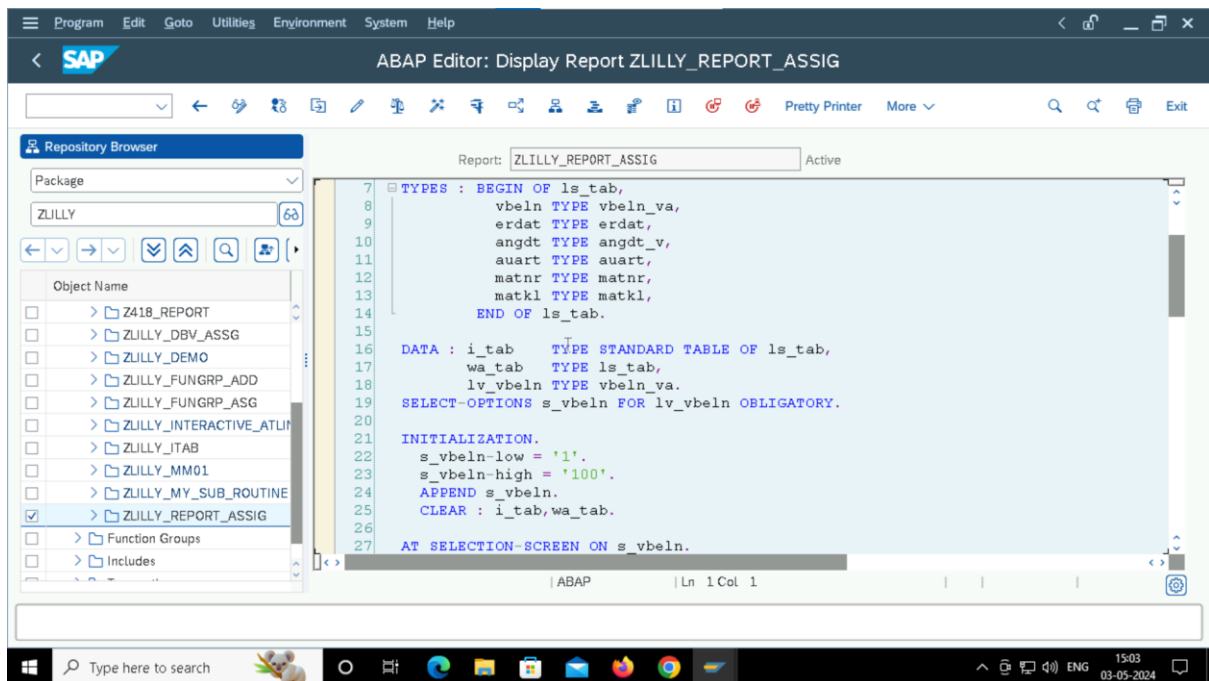 Program Edit Goto Utilities Environment System Help
SAP
ABAP Editor: Display Report ZLILLY_REPORT_ASSIG
Pretty Printer More Exit
Repository Browser
Report: ZLILLY_REPORT_ASSIG Active
Package
ZLILLY
Object Name
Z418_REPORT
ZLILLY_DBV_ASSG
ZLILLY_DEMO
ZLILLY_FUNGRP_ADD
ZLILLY_FUNGRP_ASG
ZLILLY_INTERACTIVE_ATLIN
ZLILLY_ITAB
ZLILLY_MM01
ZLILLY_MY_SUB_ROUTINE
ZLILLY_REPORT_ASSIG
Function Groups
Includes
7 TYPES : BEGIN OF ls_tab,
8 vbeln TYPE vbeln_va,
9 erdat TYPE erdat,
10 angdt TYPE angdt_v,
11 auart TYPE auart,
12 matnr TYPE matnr,
13 matkl TYPE matkl,
14 END OF ls_tab.
15
16 DATA : i_tab TYPE STANDARD TABLE OF ls_tab,
17 wa_tab TYPE ls_tab,
18 lv_vbeln TYPE vbeln_va.
19 SELECT-OPTIONS s_vbeln FOR lv_vbeln OBLIGATORY.
20
21 INITIALIZATION.
22 s_vbeln-low = '1'.
23 s_vbeln-high = '100'.
24 APPEND s_vbeln.
25 CLEAR : i_tab,wa_tab.
26
27 AT SELECTION-SCREEN ON s_vbeln.
ABAP Ln 1 Col 1
Type here to search
ENG
15:03
03-05-2024